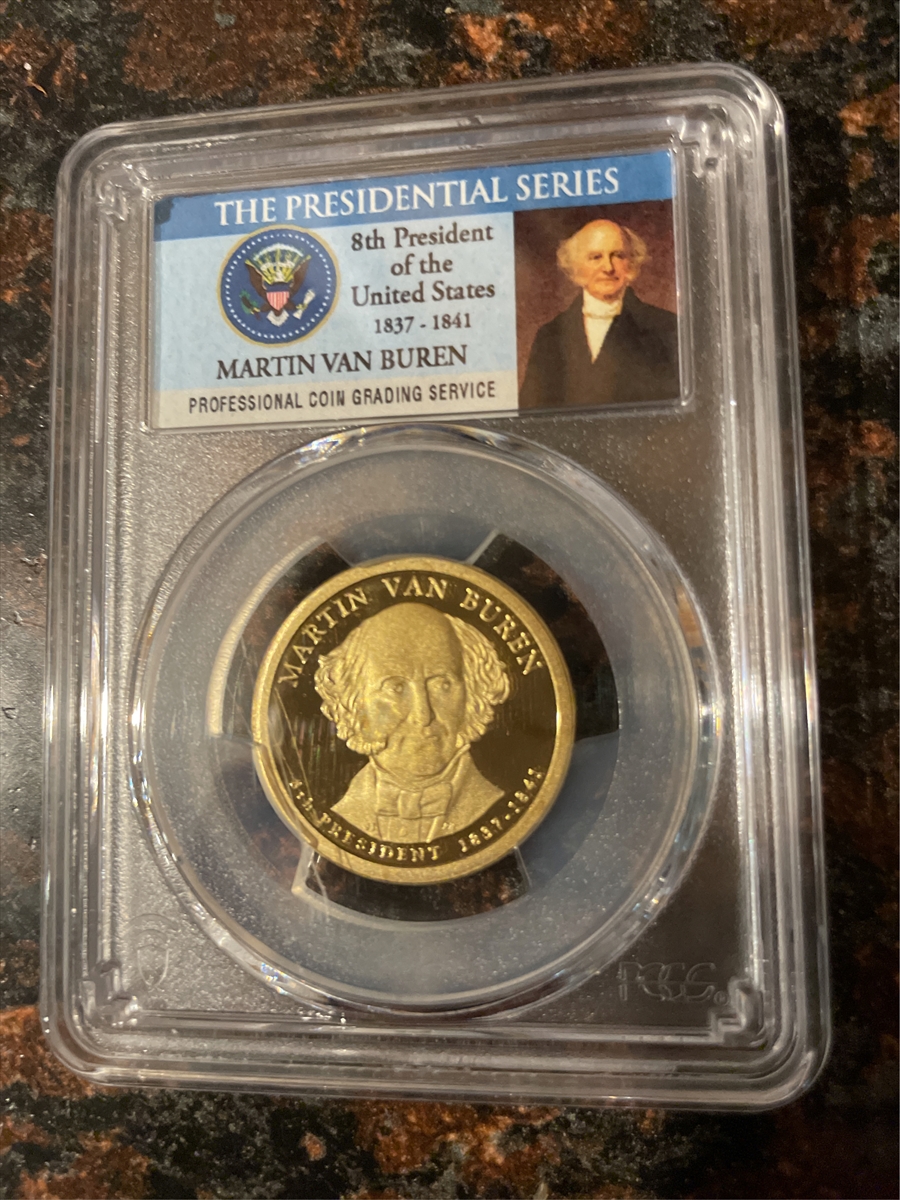 THE PRESIDENTIAL SERIES
8th President
of the
United States
1837 - 1841
MARTIN VAN BUREN
PROFESSIONAL COIN GRADING SERVICE
MARTIN VAN BUREN
8th PRESIDENT 1837-1841
PCGS